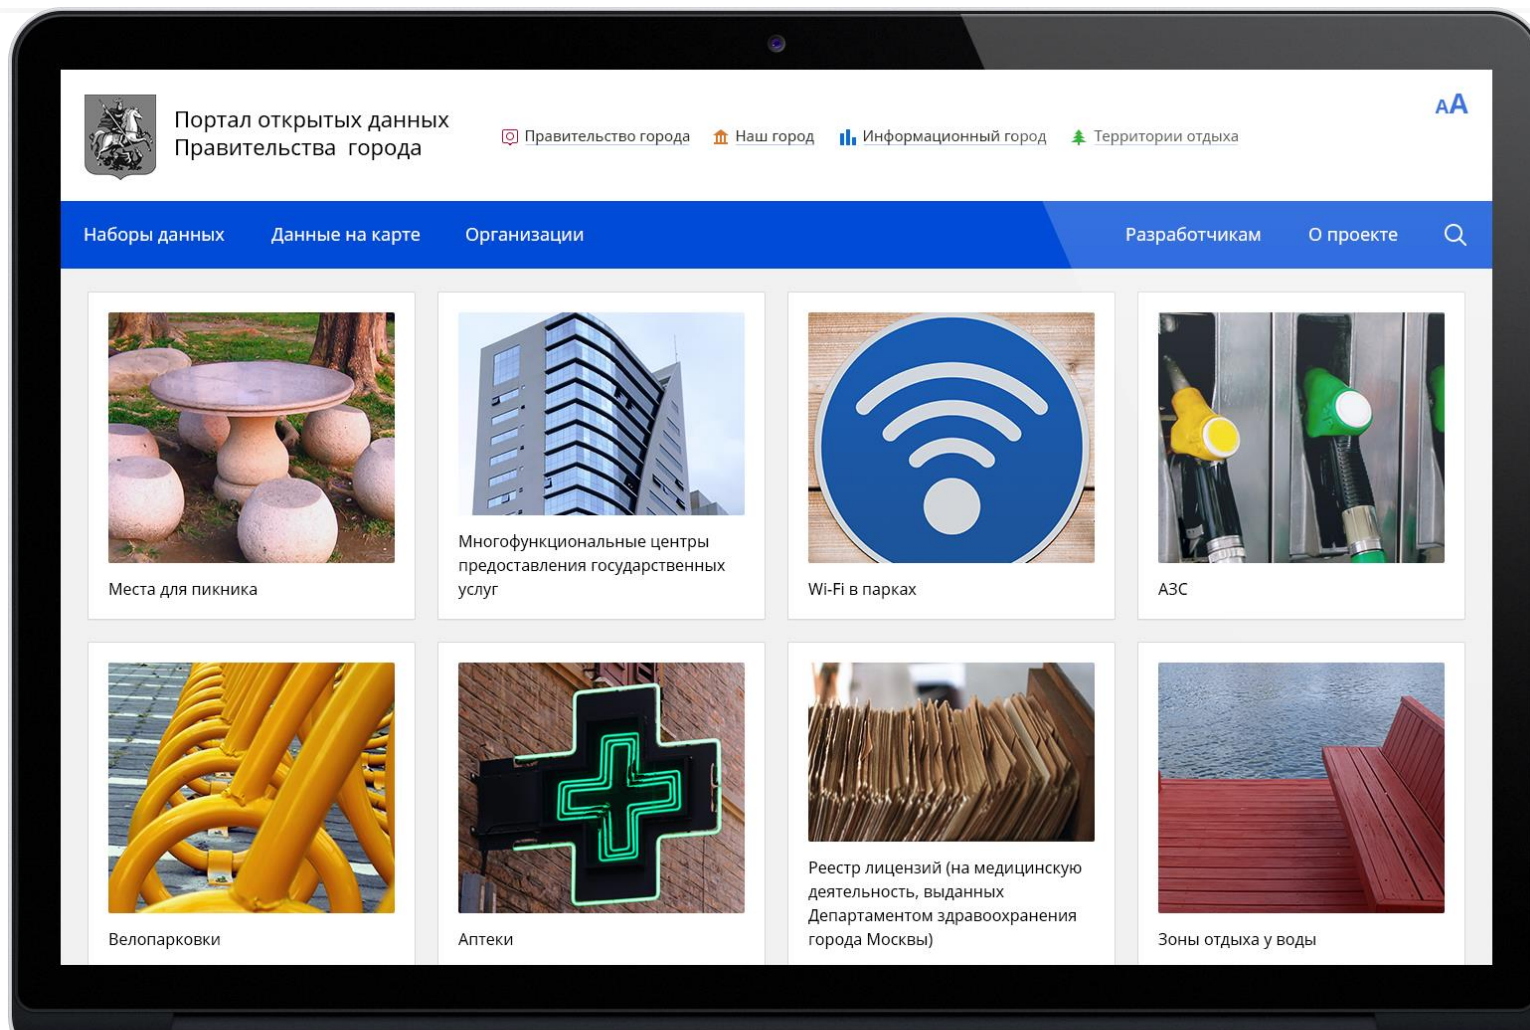 Портал открытых данных
Правительства города
Правительство города
Наш город
Информационный город
Территории отдыха
AA
Наборы данных
Данные на карте
Организации
Разработчикам
О проекте
Места для пикника
Многофункциональные центры
предоставления государственных
услуг
Wi-Fi в парках
АЗС
Велопарковки
Аптеки
Реестр лицензий (на медицинскую
деятельность, выданных
Департаментом здравоохранения
города Москвы)
Зоны отдыха у воды